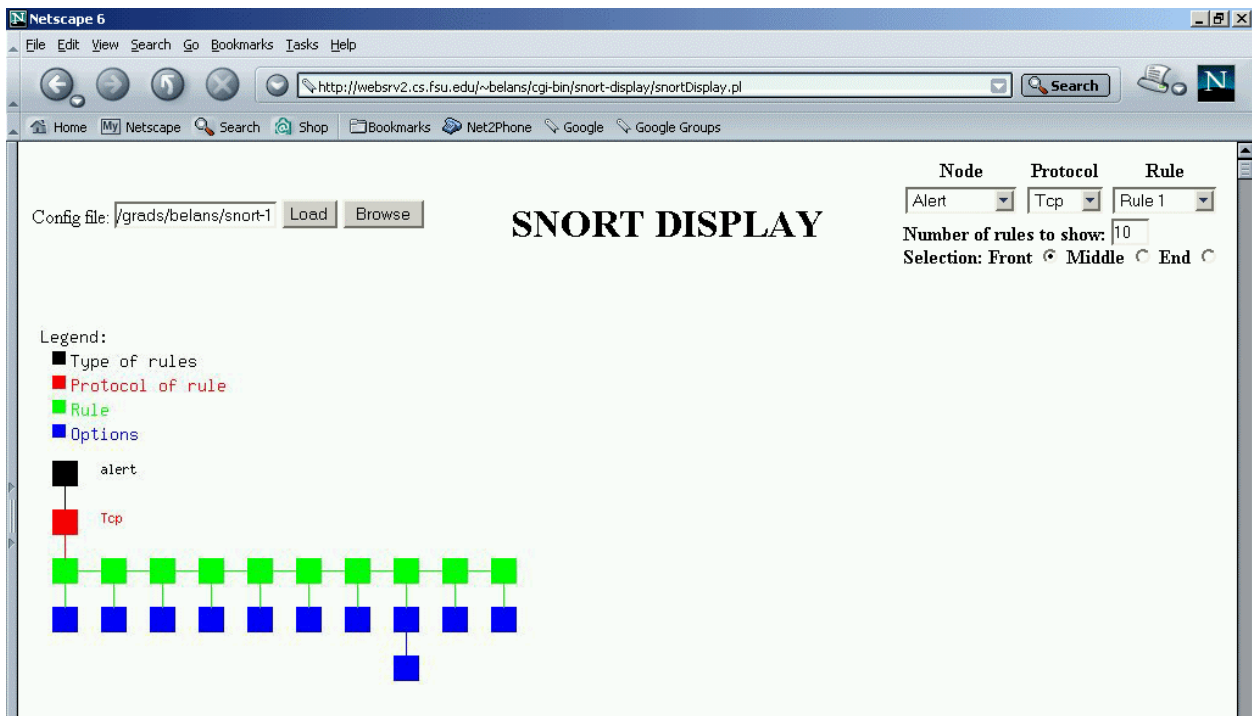 Netscape 6
File Edit View Search Go Bookmarks Tasks Help
http://websrv2.cs.fsu.edu/~belans/cgi-bin/snort-display/snortDisplay.pl Search N
Home My Netscape Search Shop Bookmarks Net2Phone Google Google Groups
Node Protocol Rule
Config file: /grads/belans/snort-1 Load Browse
SNORT DISPLAY
Alert Tcp Rule 1
Number of rules to show: 10
Selection: Front Middle End
Legend:
Type of rules
Protocol of rule
Rule
Options
alert
Tcp